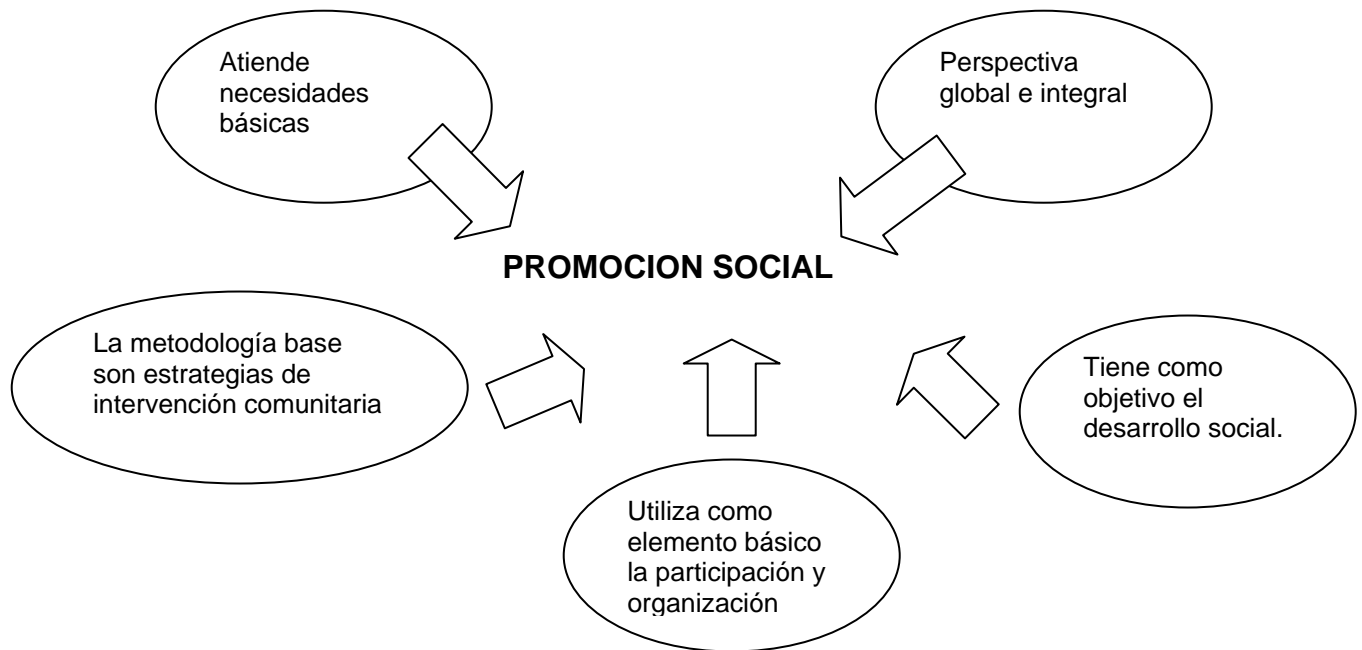 Atiende
necesidades
básicas
Perspectiva
global e integral
PROMOCION SOCIAL
La metodología base
son estrategias de
intervención comunitaria
Tiene como
objetivo el
desarrollo social.
Utiliza como
elemento básico
la participación y
organización